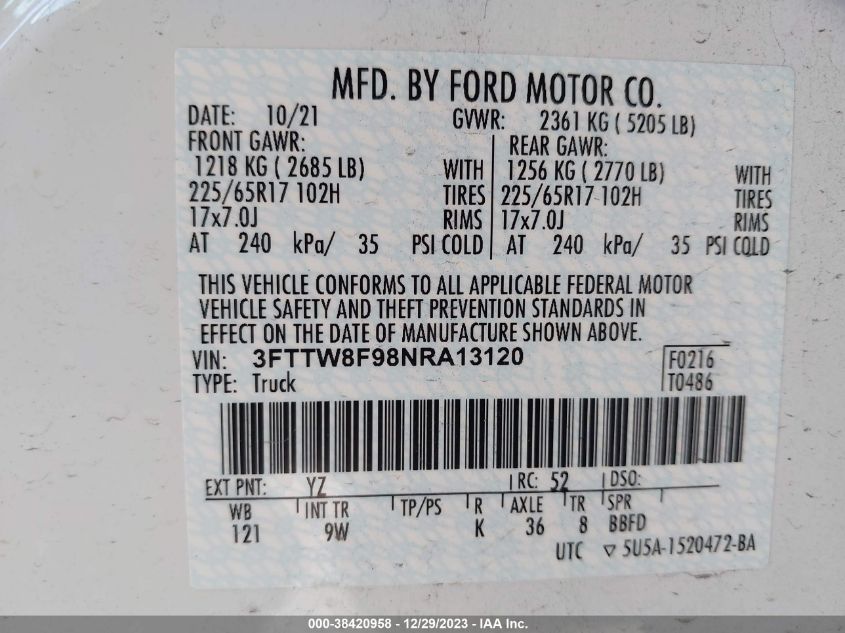 MFD. BY FORD MOTOR CO.
DATE: 10/21 GVWR: 2361 KG ( 5205 LB)
FRONT GAWR: REAR GAWR:
1218 KG ( 2685 LB) WITH 1256 KG ( 2770 LB) WITH
225/65R17 102H TIRES 225/65R17 102H TIRES
17x7.0J RIMS 17x7.0J RIMS
AT 240 kPa/ 35 PSI COLD AT 240 kPa/ 35 PSI COLD
THIS VEHICLE CONFORMS TO ALL APPLICABLE FEDERAL MOTOR
VEHICLE SAFETY AND THEFT PREVENTION STANDARDS IN
EFFECT ON THE DATE OF MANUFACTURE SHOWN ABOVE.
VIN: 3FTTW8F98NRA13120 F0216
TYPE: Truck T0486
EXT PNT: YZ RC: 52 DSO:
WB INT TR TP/PS R AXLE TR SPR
121 9W K 36 8 BBFD
UTC ▽ 5U5A-1520472-BA
000-38420958 - 12/29/2023 - IAA Inc.